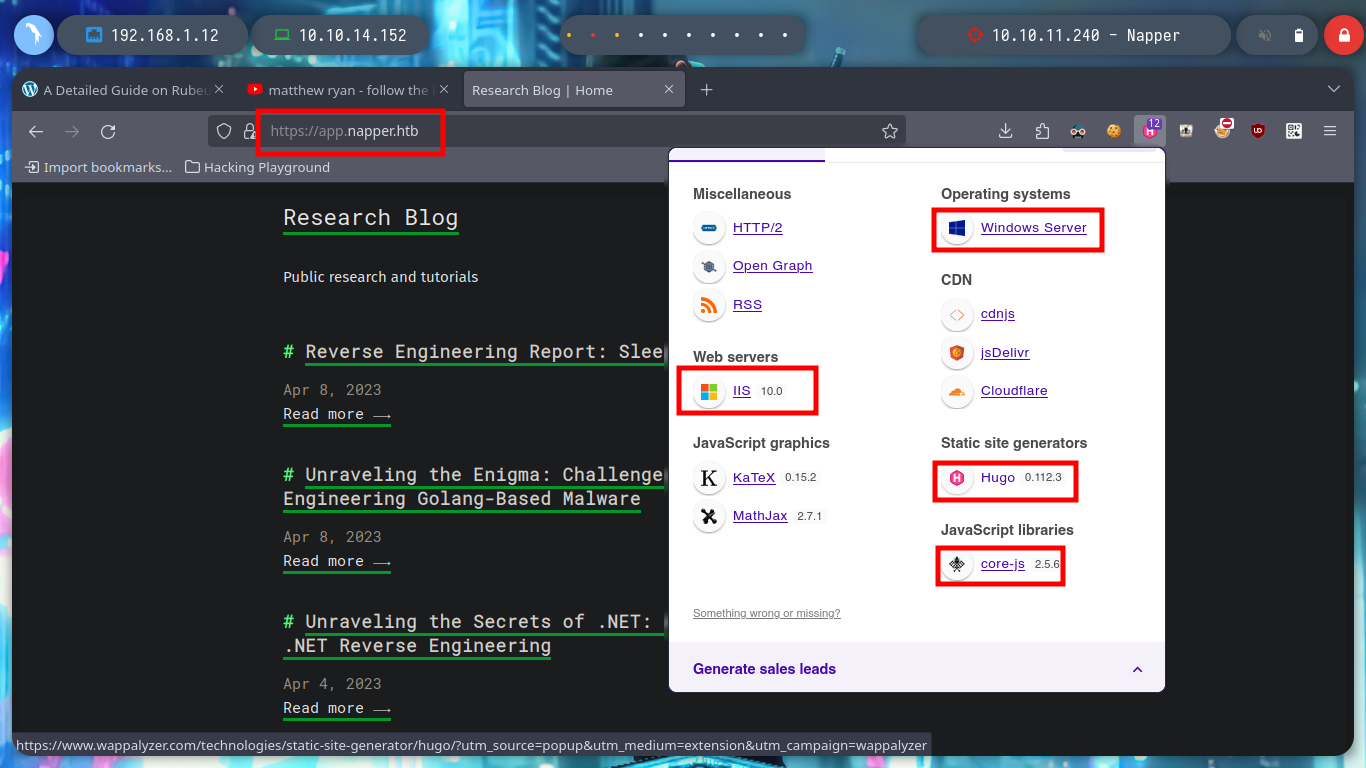 192.168.1.12
10.10.14.152
10.10.11.240 - Napper
A Detailed Guide on Rubeu
matthew ryan - follow the
Research Blog | Home
https://app.napper.htb
12
Import bookmarks...
Hacking Playground
Research Blog
Public research and tutorials
# Reverse Engineering Report: Slee
Apr 8, 2023
Read more
# Unraveling the Enigma: Challenge
Engineering Golang-Based Malware
Apr 8, 2023
Read more
# Unraveling the Secrets of .NET:
.NET Reverse Engineering
Apr 4, 2023
Read more
Miscellaneous
HTTP/2
Open Graph
RSS
Web servers
IIS 10.0
JavaScript graphics
KaTeX 0.15.2
MathJax 2.7.1
Operating systems
Windows Server
CDN
cdnjs
jsDelivr
Cloudflare
Static site generators
Hugo 0.112.3
JavaScript libraries
core-js 2.5.6
Something wrong or missing?
Generate sales leads
https://www.wappalyzer.com/technologies/static-site-generator/hugo/?utm_source=popup&utm_medium=extension&utm_campaign=wappalyzer